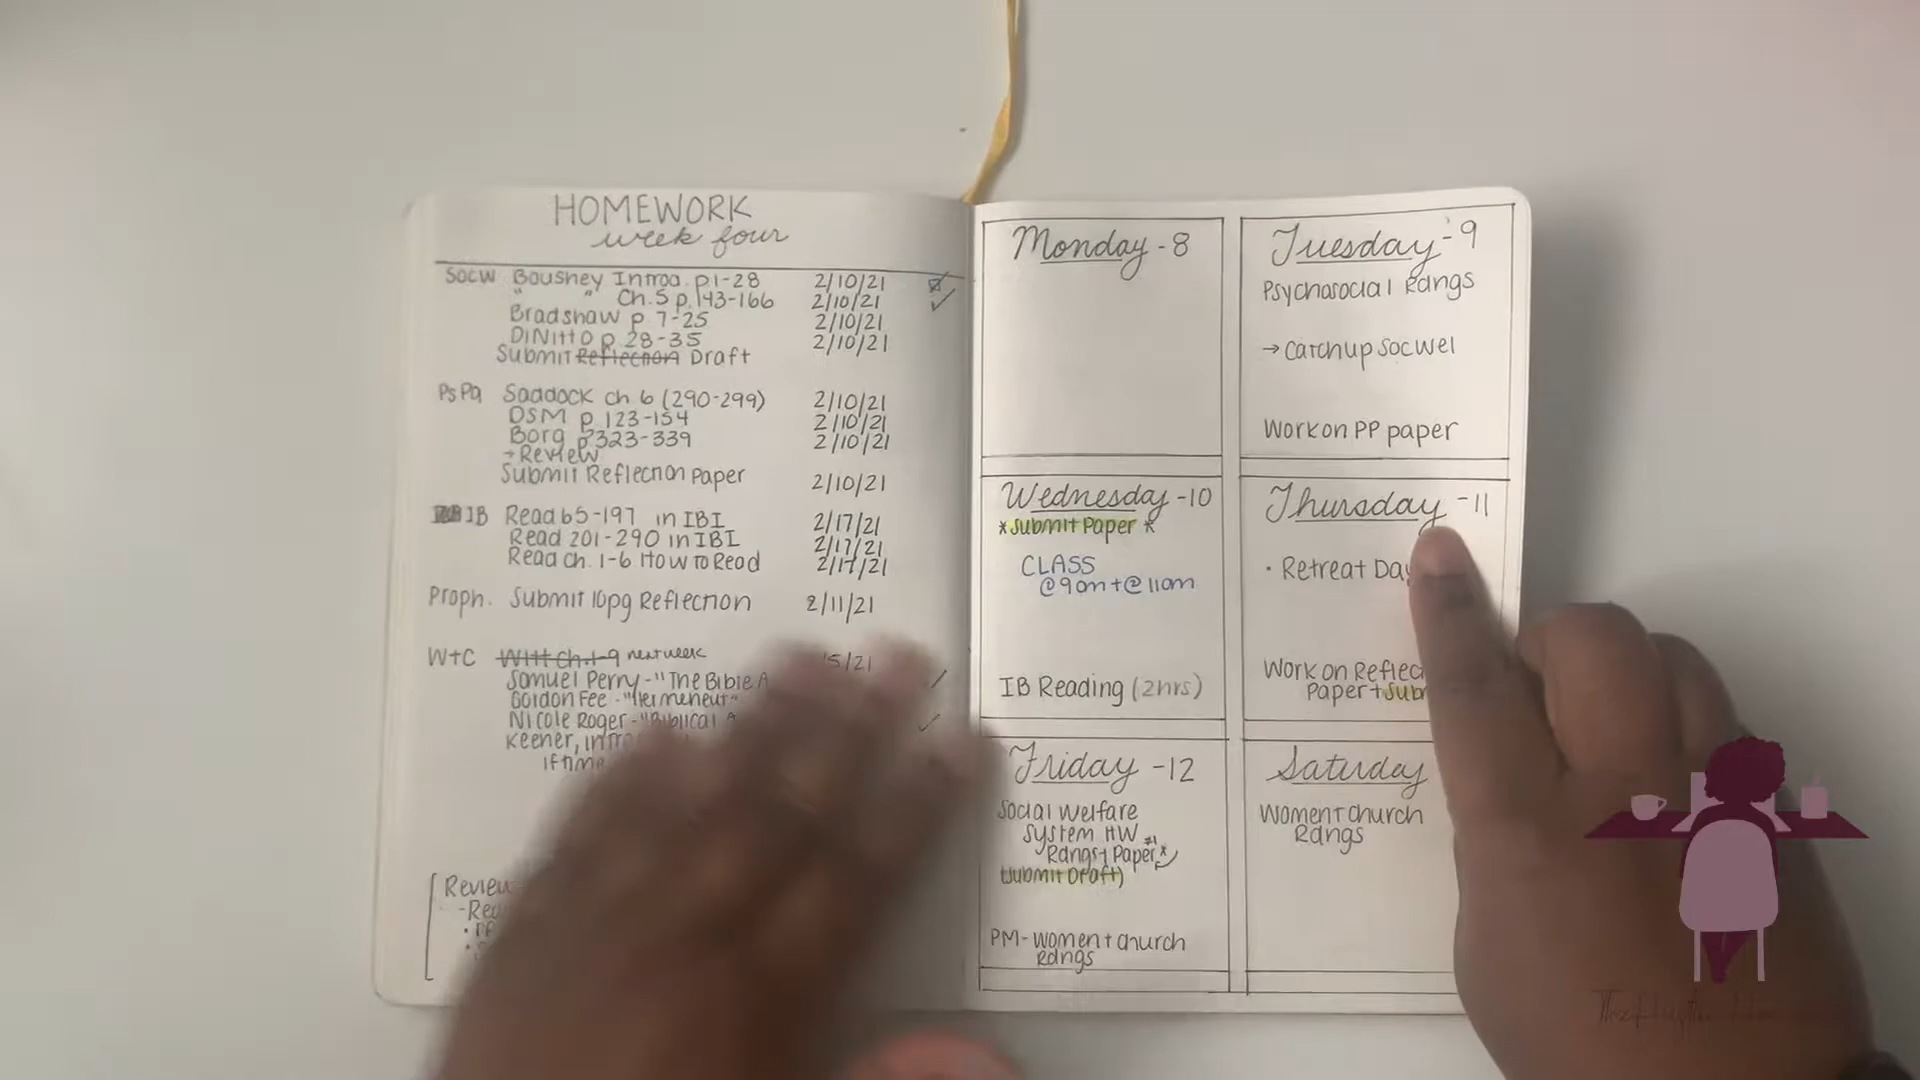 HOMEWORK
week four
SOCW Boushey Introd. p.1-28 2/10/21
" " Ch.5 p.143-166 2/10/21
Bradshaw p 7-25 2/10/21
DiNitto p 28-35 2/10/21
Submit Reflection Draft
PsPa Saddock ch.6 (290-299) 2/10/21
DSM p 123-154 2/10/21
Borg p323-339 2/10/21
→Review
Submit Reflection Paper 2/10/21
IB Read 65-197 in IBI 2/17/21
Read 201-290 in IBI 2/17/21
Read ch. 1-6 How to Read 2/17/21
Proph. Submit 10pg Reflection 2/11/21
W+C Witt Ch.1-9 next week 5/21
Samuel Perry-"The Bible
Gordon Fee-"Hermeneut"
Nicole Roger-"Biblical
Keener,
If time
Monday - 8
Tuesday - 9
Psychosocial Rdngs
→ Catchup Socwel
Work on PP paper
Wednesday -10
*Submit Paper*
CLASS
@9am+@11am
IB Reading (2hrs)
Thursday -11
• Retreat Day
Work on Reflec
Paper+Sub
Friday -12
Social Welfare
System HW
Rdngs+Paper
(Submit Draft)
PM-Women+church
Rdngs
Saturday
Women+church
Rdngs